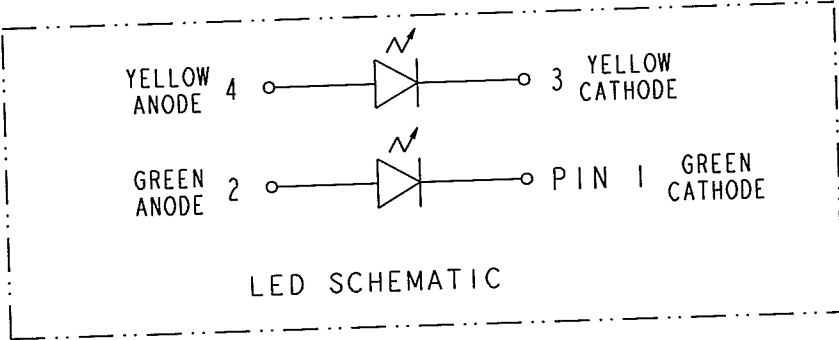 YELLOW
ANODE 4
3 YELLOW
CATHODE
GREEN
ANODE 2
PIN 1 GREEN
CATHODE
LED SCHEMATIC